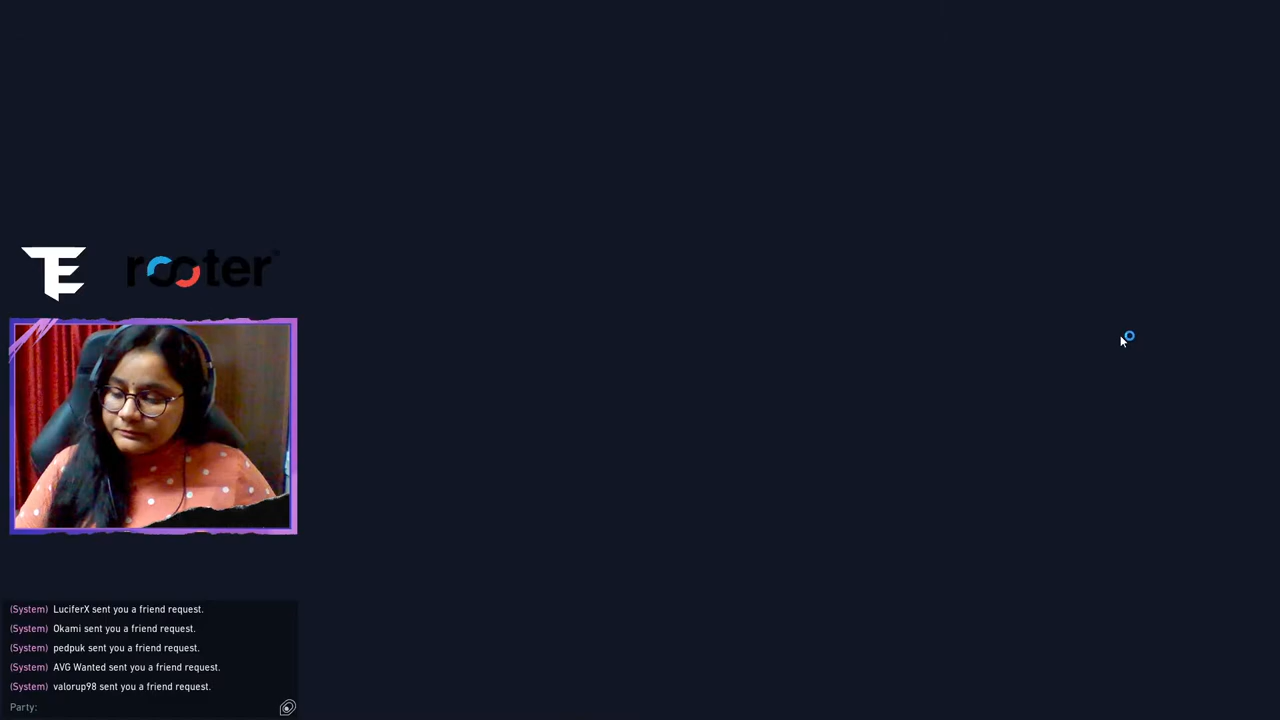 TE
rooter
(System) LuciferX sent you a friend request.
(System) Okami sent you a friend request.
(System) pedpuk sent you a friend request.
(System) AVG Wanted sent you a friend request.
(System) valorup98 sent you a friend request.
Party: